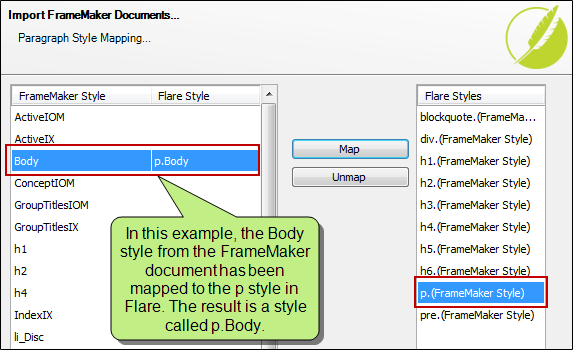 Import FrameMaker Documents...
Paragraph Style Mapping...
FrameMaker Style Flare Style
ActiveIOM
ActiveIX
Body p.Body
ConceptIOM
GroupTitlesIOM
GroupTitlesIX
h1
h2
h4
IndexIX
li_Disc
In this example, the Body
style from the FrameMaker
document has been
mapped to the p style in
Flare. The result is a style
called p.Body.
Map
Unmap
Flare Styles
blockquote.(FrameMa...
div.(FrameMaker Style)
h1.(FrameMaker Style)
h2.(FrameMaker Style)
h3.(FrameMaker Style)
h4.(FrameMaker Style)
h5.(FrameMaker Style)
h6.(FrameMaker Style)
p.(FrameMaker Style)
pre.(FrameMaker Style)